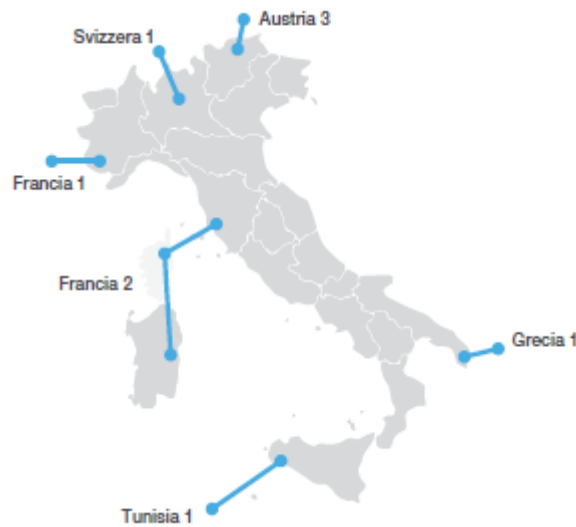 Austria 3
Svizzera 1
Francia 1
Francia 2
Grecia 1
Tunisia 1